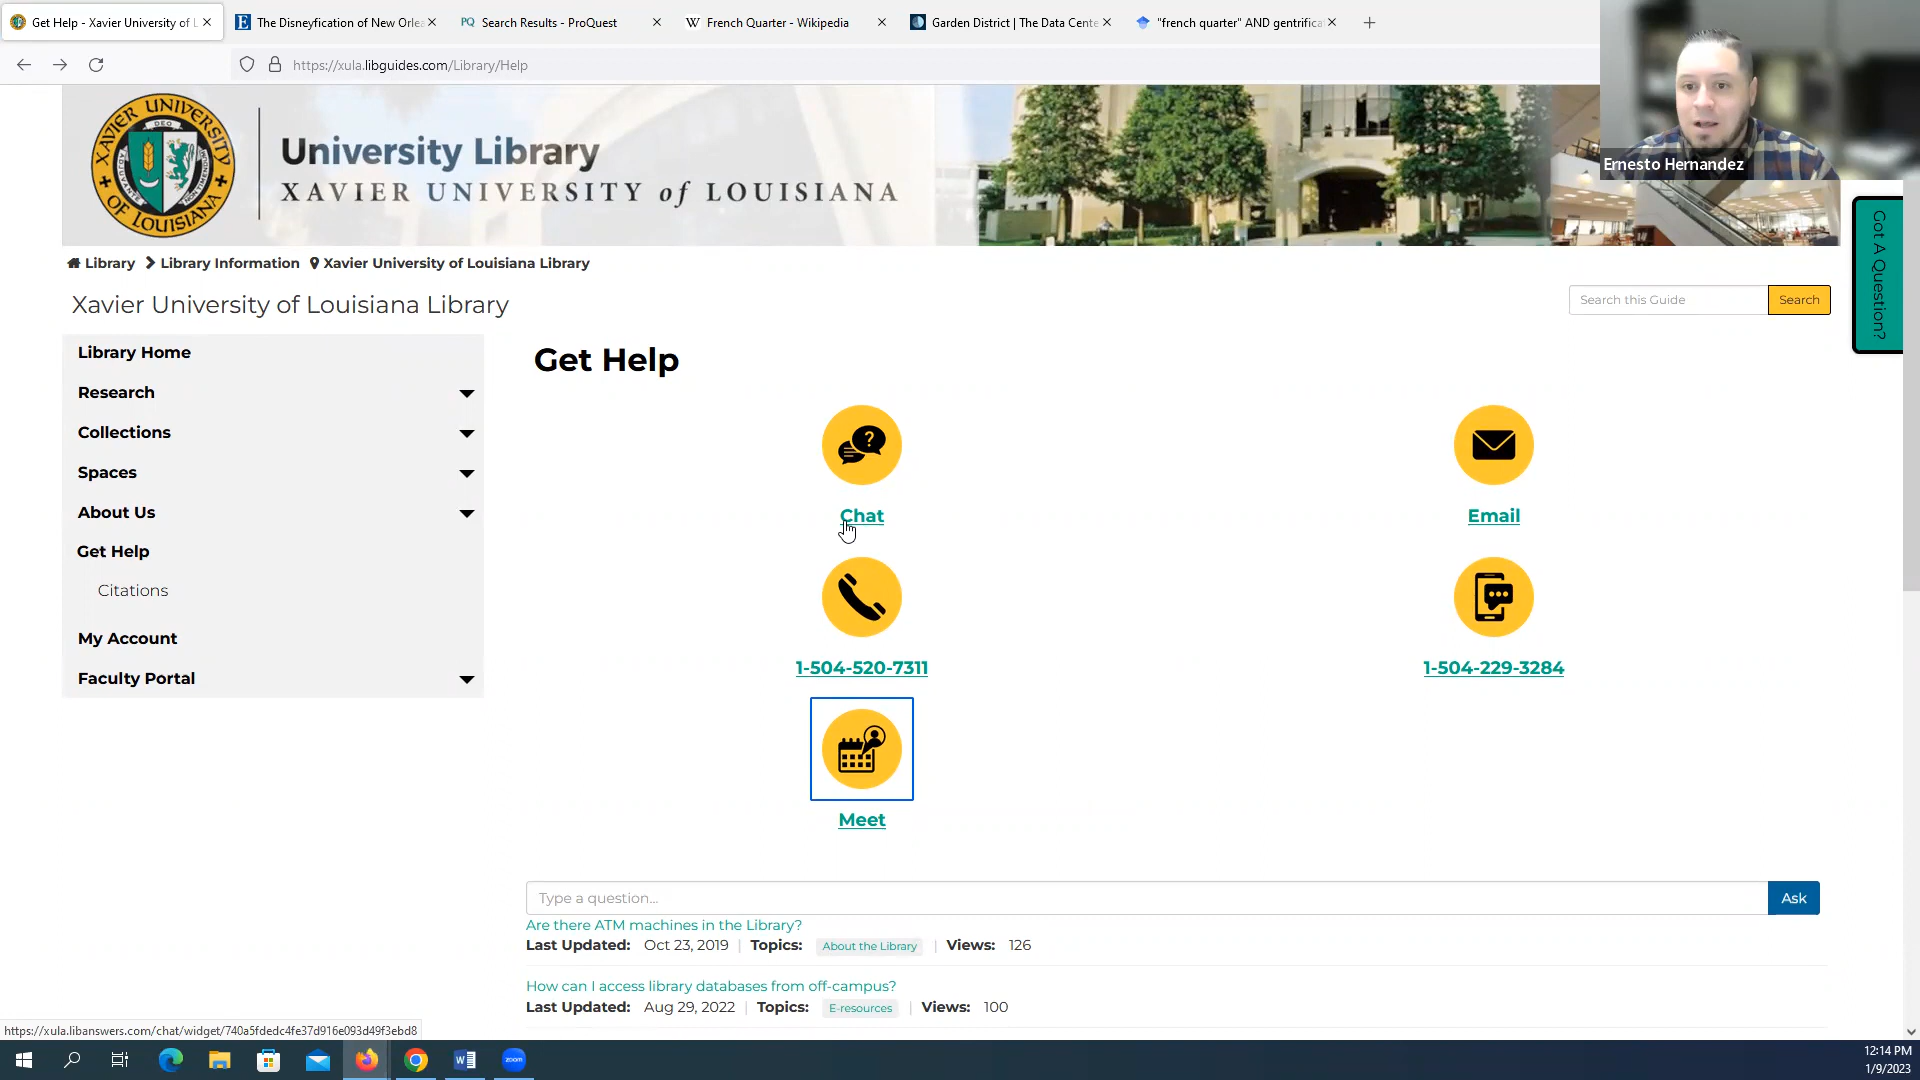 Get Help - Xavier University of L
The Disneyfication of New Orlea
PQ Search Results - ProQuest
W French Quarter - Wikipedia
Garden District | The Data Cente
"french quarter" AND gentrifica
https://xula.libguides.com/Library/Help
Ernesto Hernandez
XAVIER UNIVERSITY
OF LOUISIANA
DEO
University Library
XAVIER UNIVERSITY of LOUISIANA
Got A Question?
Library
Library Information
Xavier University of Louisiana Library
Xavier University of Louisiana Library
Search this Guide
Search
Library Home
Research
Collections
Spaces
About Us
Get Help
Citations
My Account
Faculty Portal
Get Help
?
Chat
Email
1-504-520-7311
1-504-229-3284
Meet
Type a question...
Ask
Are there ATM machines in the Library?
Last Updated: Oct 23, 2019 | Topics: About the Library | Views: 126
How can I access library databases from off-campus?
Last Updated: Aug 29, 2022 | Topics: E-resources | Views: 100
https://xula.libanswers.com/chat/widget/740a5fdedc4fe37d916e093d49f3ebd8
zoom
12:14 PM
1/9/2023